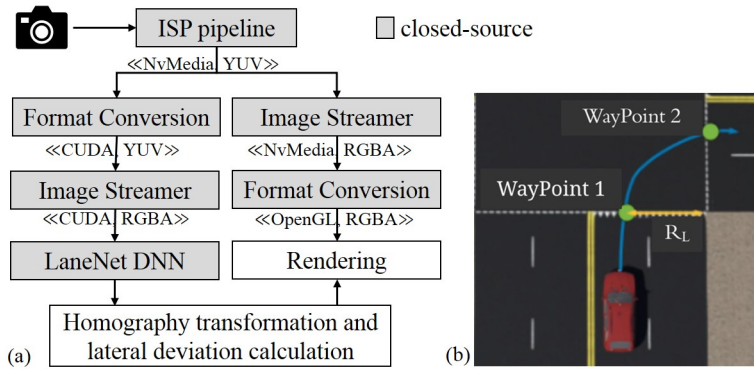 ISP pipeline
closed-source
≪NvMedia, YUV≫
Format Conversion
Image Streamer
≪CUDA, YUV≫
≪NvMedia, RGBA≫
Image Streamer
Format Conversion
≪CUDA, RGBA≫
≪OpenGL, RGBA≫
LaneNet DNN
Rendering
Homography transformation and
lateral deviation calculation
(a)
WayPoint 2
WayPoint 1
R_L
(b)